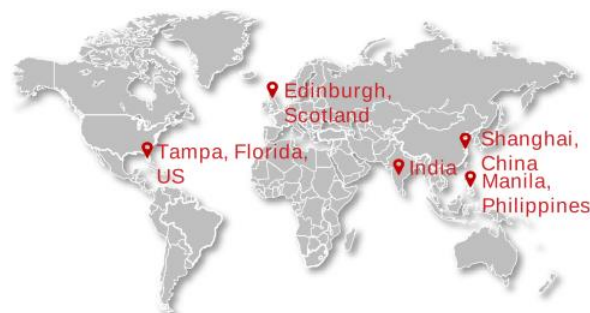 Edinburgh,
Scotland
Tampa, Florida,
US
India
Shanghai,
China
Manila,
Philippines